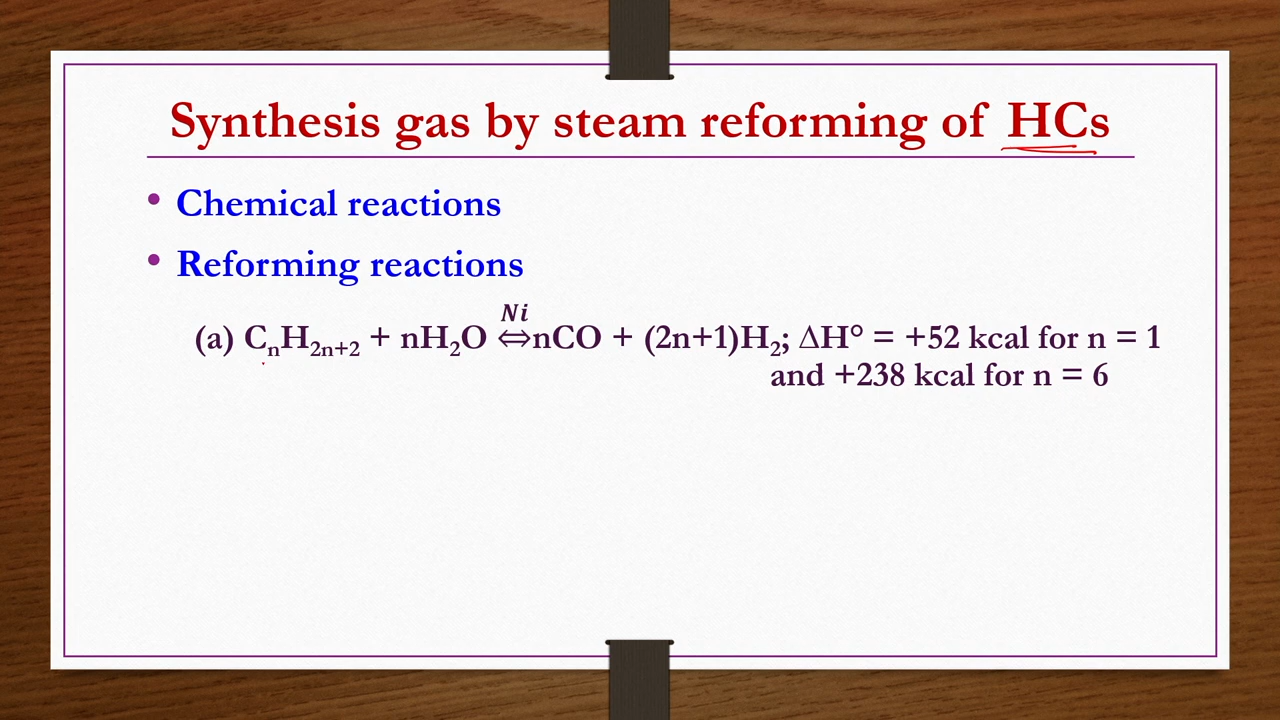 Synthesis gas by steam reforming of HCs
• Chemical reactions
• Reforming reactions
(a) CₙH₂ₙ₊₂ + nH₂O \overset{Ni}{⇔} nCO + (2n+1)H₂; ΔH° = +52 kcal for n = 1
and +238 kcal for n = 6